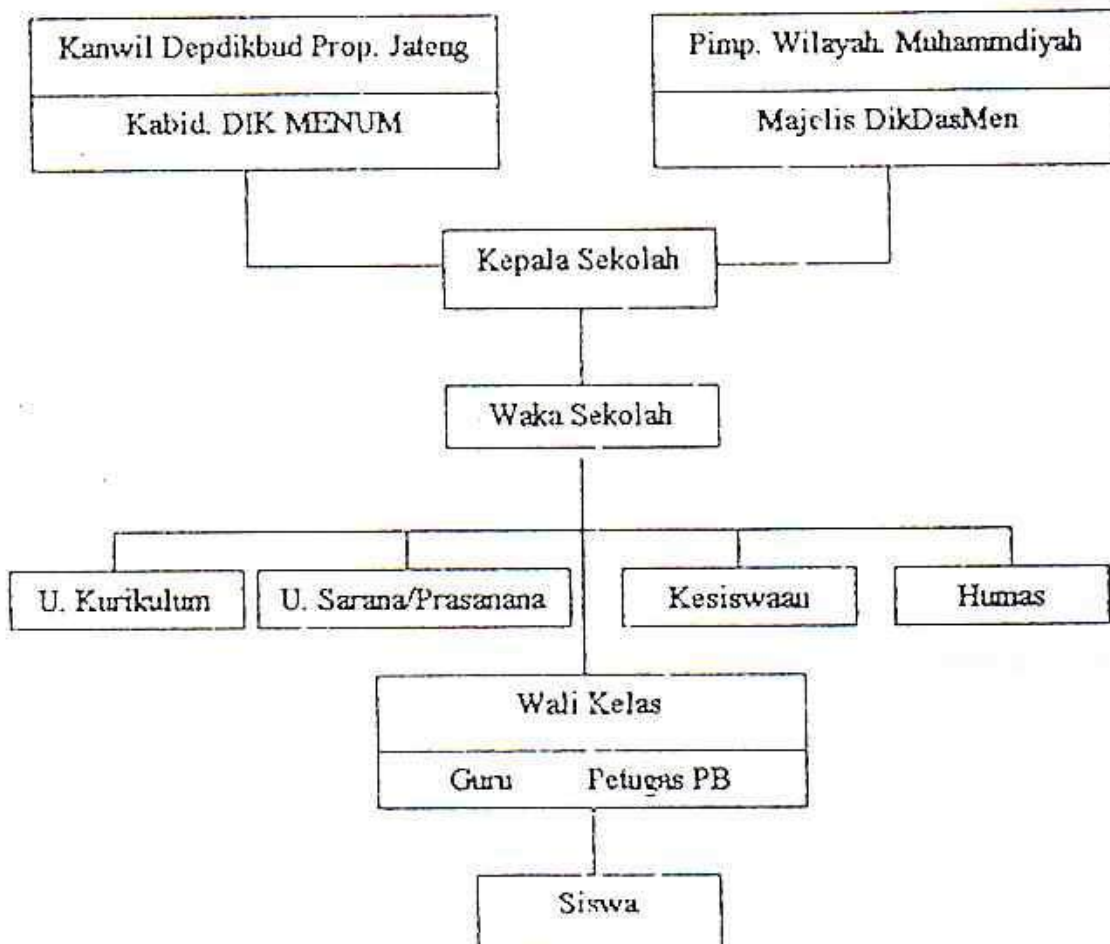 Kanwil Depdikbud Prop. Jateng
Kabid. DIK MENUM
Pimp. Wilayah. Muhammdiyah
Majelis DikDasMen
Kepala Sekolah
Waka Sekolah
U. Kurikulum
U. Sarana/Prasanana
Kesiswaan
Humas
Wali Kelas
Guru Petugas PB
Siswa